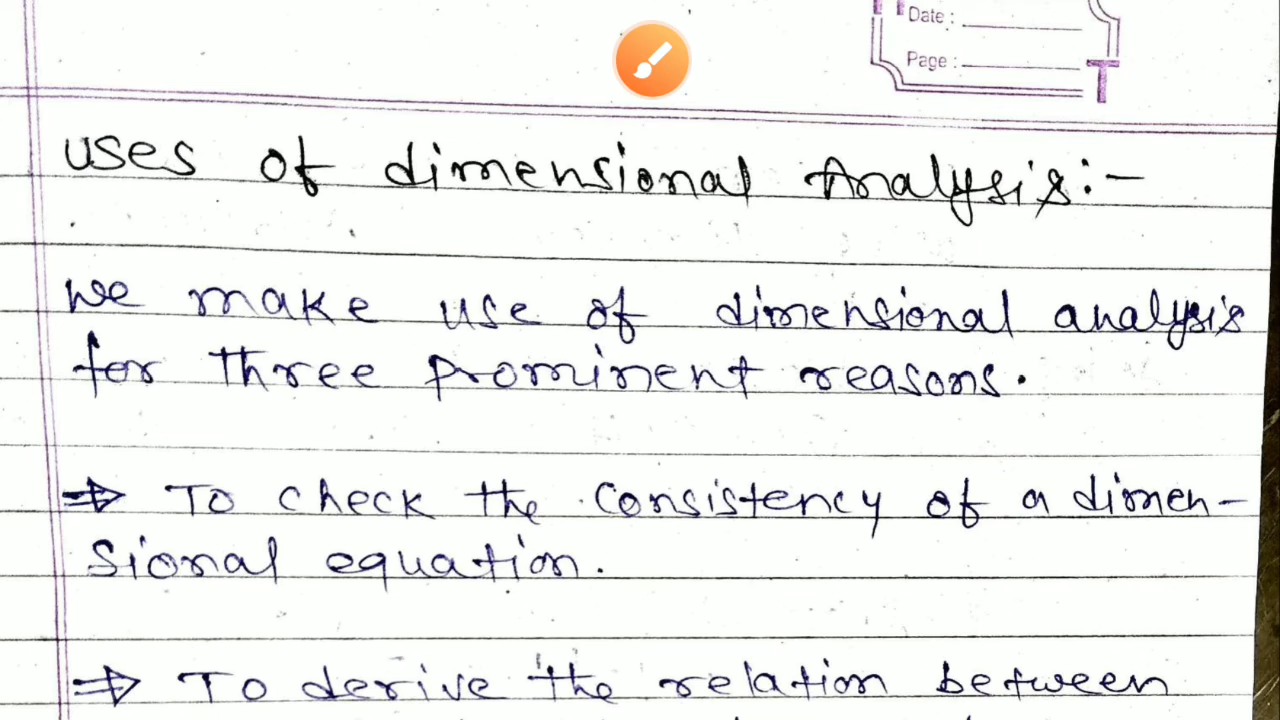 Date :
Page :
uses of dimensional Analysis:-
we make use of dimensional analysis
for three prominent reasons.
⇒ To check the consistency of a dimen-
sional equation.
⇒ To derive the relation between